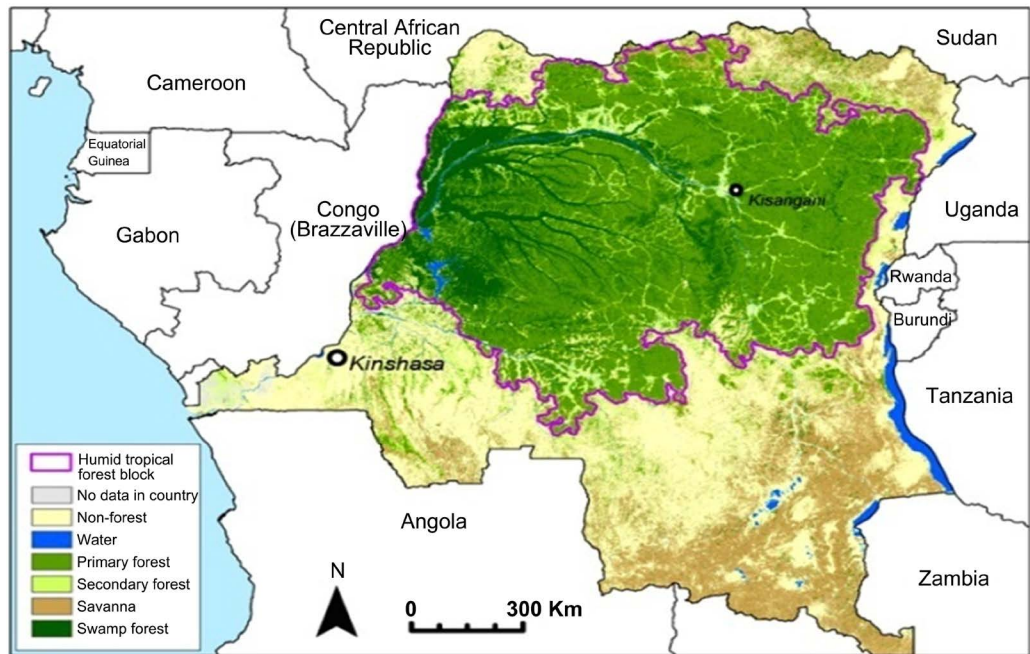 Central African
Republic
Sudan
Cameroon
Equatorial
Guinea
Kisangani
Congo
(Brazzaville)
Uganda
Gabon
Rwanda
Burundi
Kinshasa
Tanzania
Humid tropical
forest block
No data in country
Non-forest
Water
Primary forest
Secondary forest
Savanna
Swamp forest
Angola
Zambia
N
0 300 Km